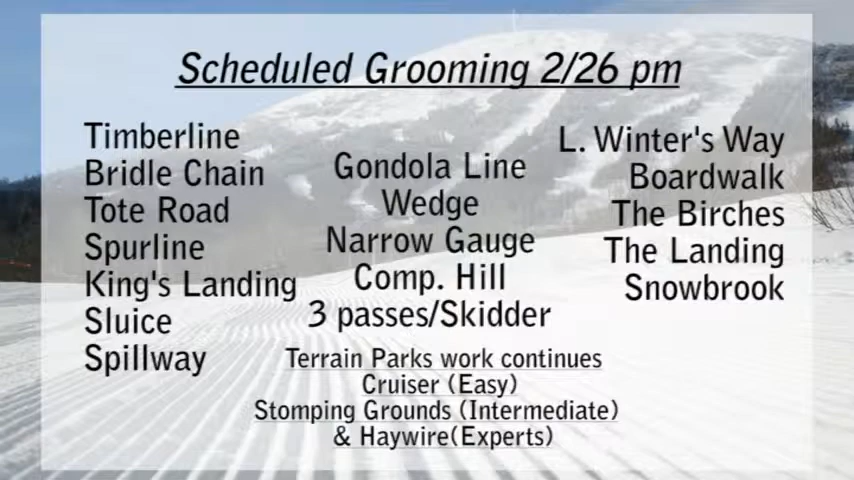 Scheduled Grooming 2/26 pm
Timberline
Bridle Chain
Tote Road
Spurline
King's Landing
Sluice
Spillway
Gondola Line
Wedge
Narrow Gauge
Comp. Hill
3 passes/Skidder
L. Winter's Way
Boardwalk
The Birches
The Landing
Snowbrook
Terrain Parks work continues
Cruiser (Easy)
Stomping Grounds (Intermediate)
& Haywire(Experts)